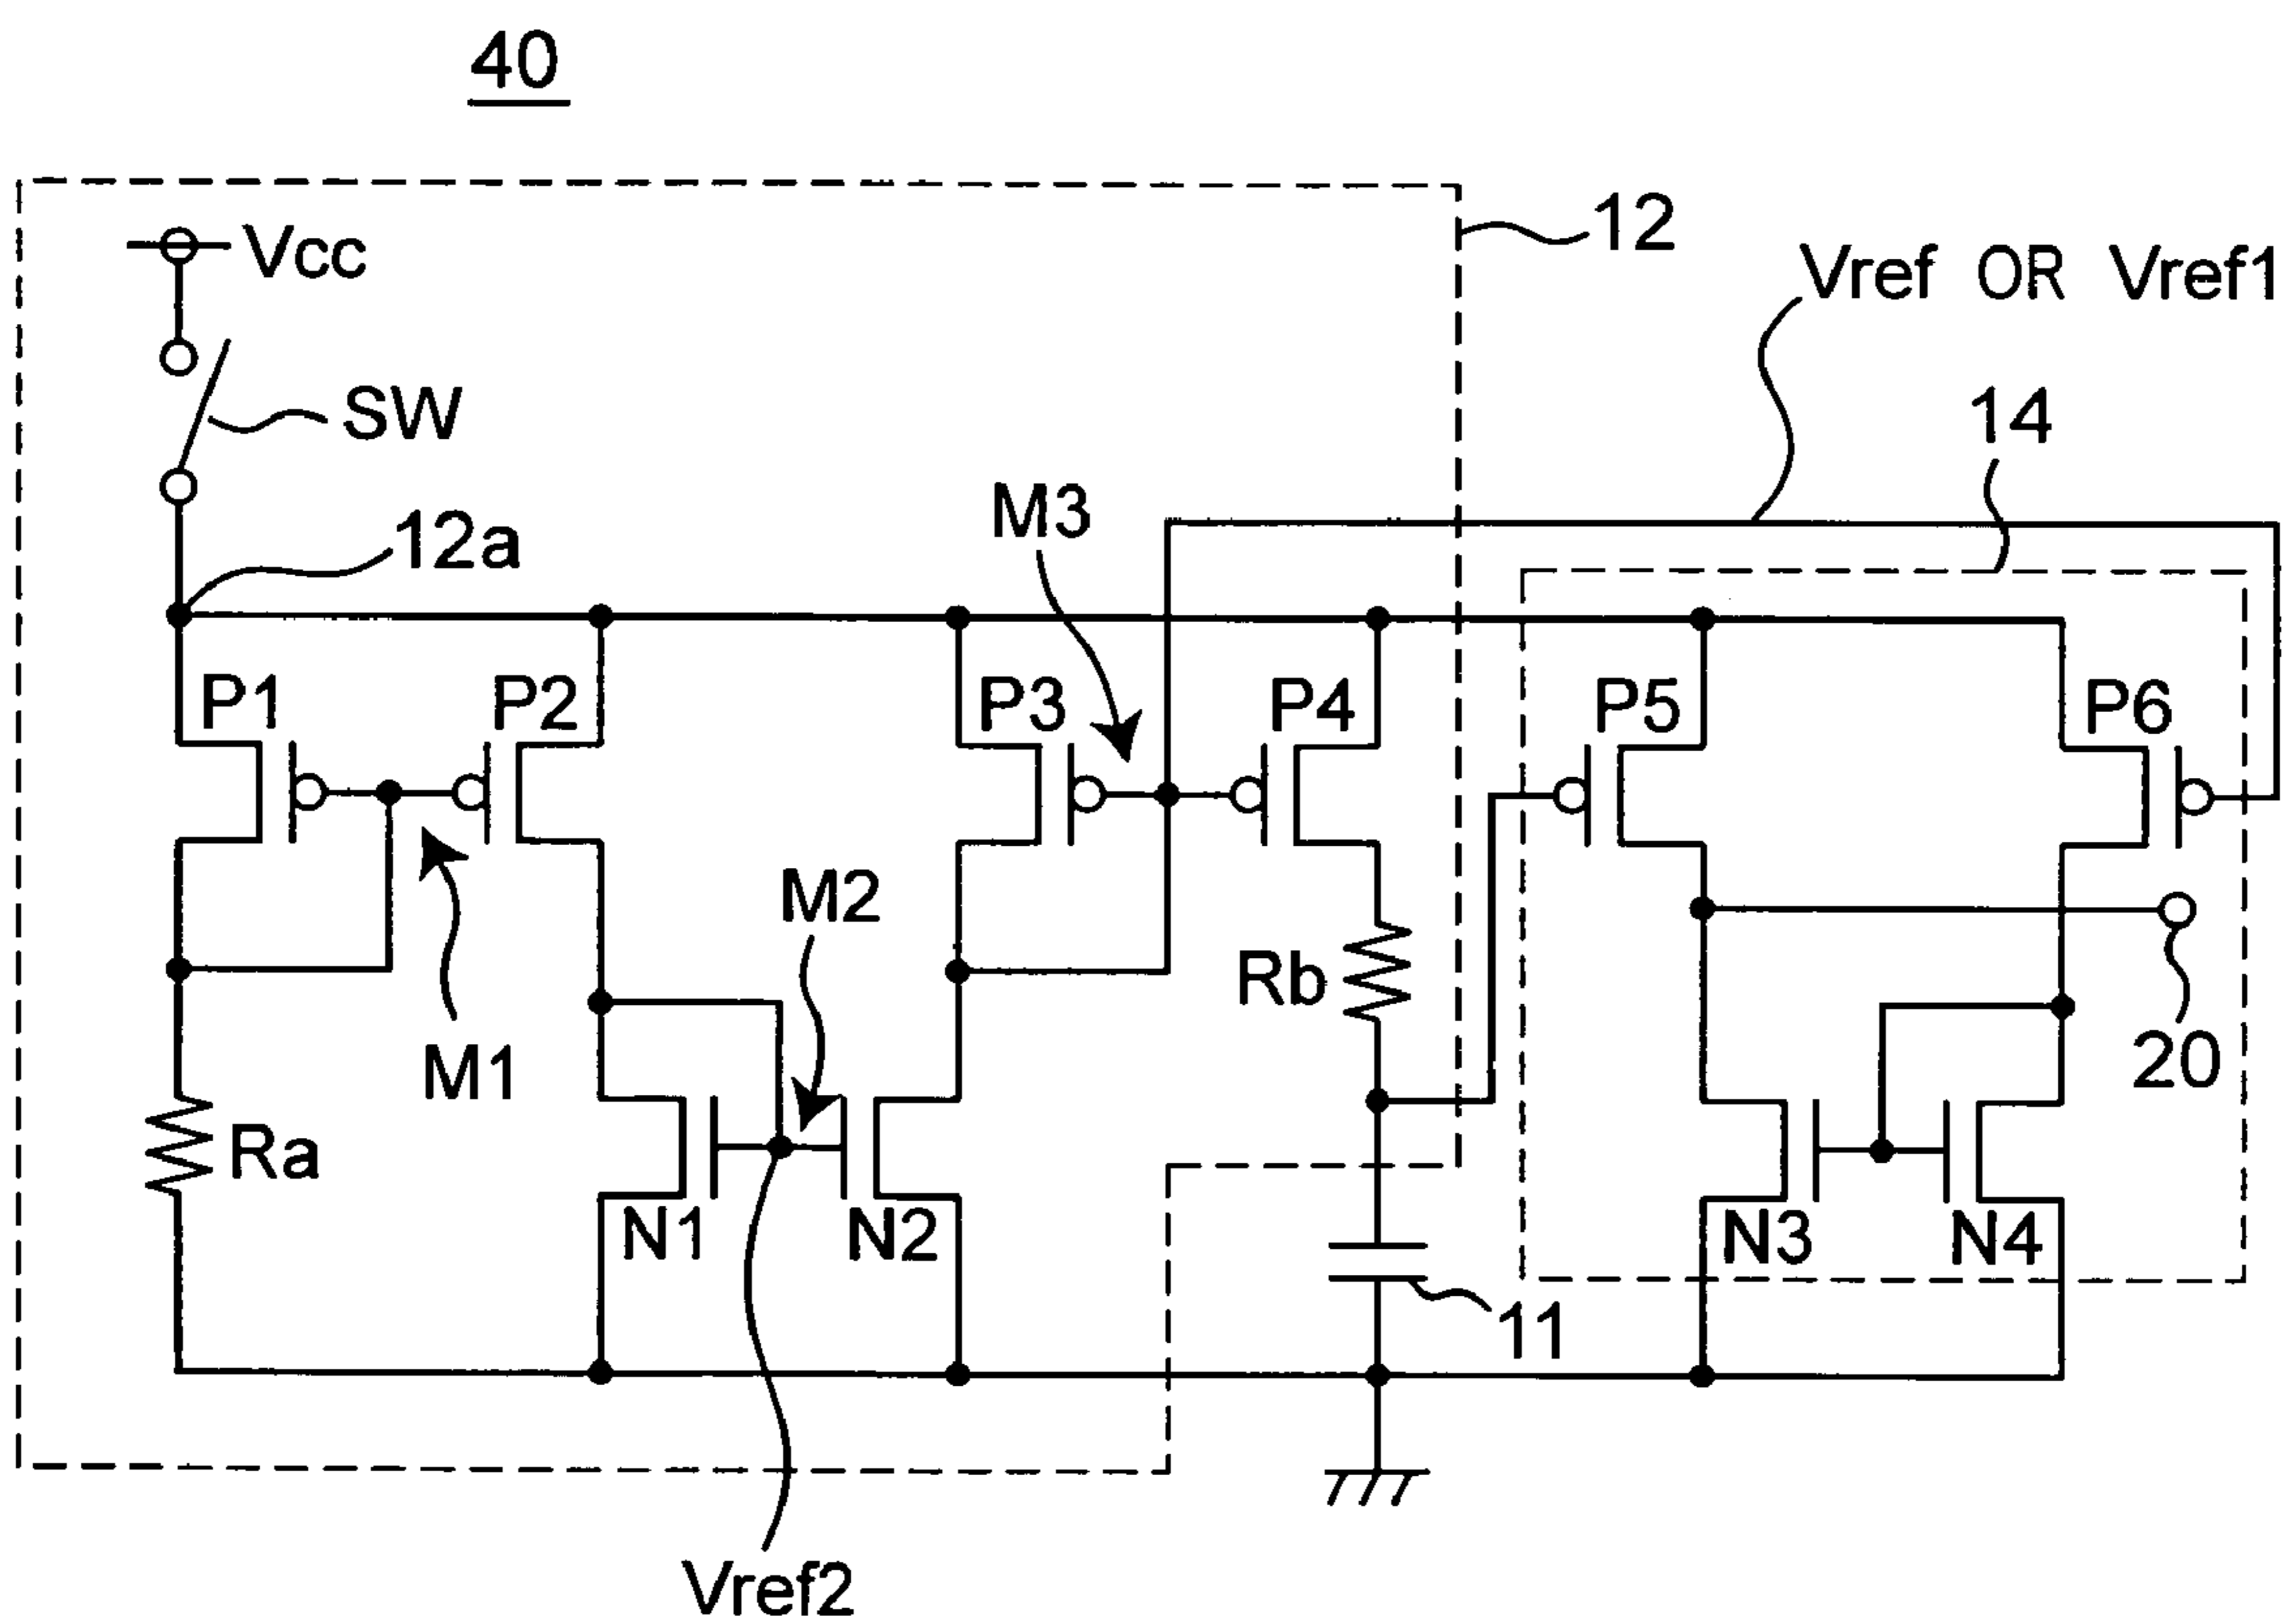 40
Vcc
12
Vref OR Vref1
SW
14
M3
12a
P1
P2
P3
P4
P5
P6
M2
Rb
M1
20
Ra
N1
N2
N3
N4
11
Vref2